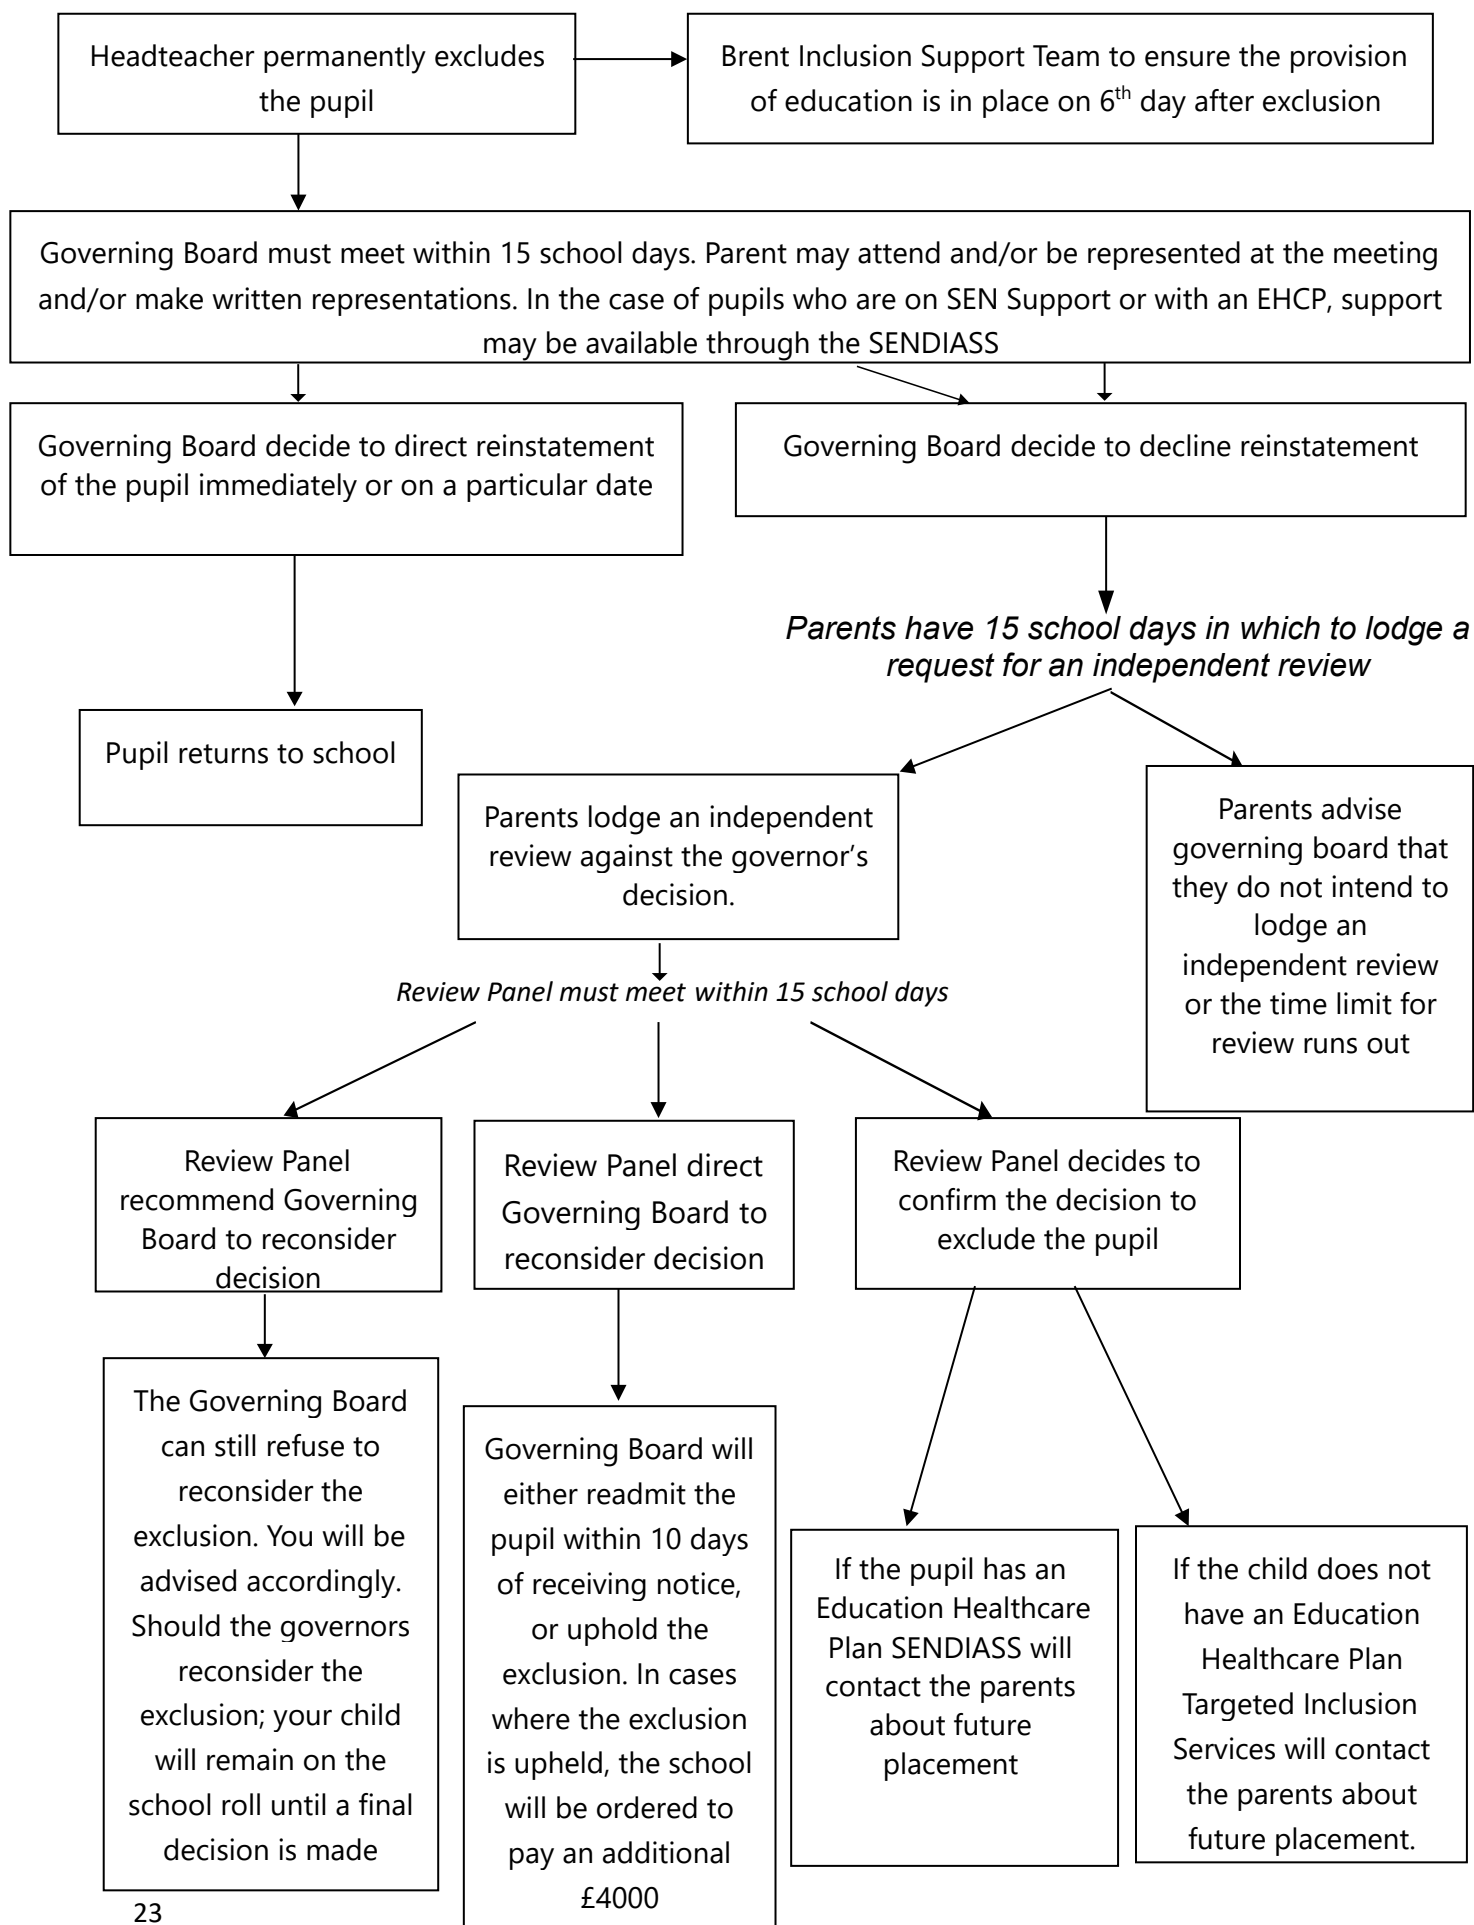 Headteacher permanently excludes
the pupil
Brent Inclusion Support Team to ensure the provision
of education is in place on 6th day after exclusion
Governing Board must meet within 15 school days. Parent may attend and/or be represented at the meeting
and/or make written representations. In the case of pupils who are on SEN Support or with an EHCP, support
may be available through the SENDIASS
Governing Board decide to direct reinstatement
of the pupil immediately or on a particular date
Governing Board decide to decline reinstatement
Parents have 15 school days in which to lodge a
request for an independent review
Pupil returns to school
Parents lodge an independent
review against the governor's
decision.
Parents advise
governing board that
they do not intend to
lodge an
independent review
or the time limit for
review runs out
Review Panel must meet within 15 school days
Review Panel
recommend Governing
Board to reconsider
decision
Review Panel direct
Governing Board to
reconsider decision
Review Panel decides to
confirm the decision to
exclude the pupil
The Governing Board
can still refuse to
reconsider the
exclusion. You will be
advised accordingly.
Should the governors
reconsider the
exclusion; your child
will remain on the
school roll until a final
decision is made
Governing Board will
either readmit the
pupil within 10 days
of receiving notice,
or uphold the
exclusion. In cases
where the exclusion
is upheld, the school
will be ordered to
pay an additional
£4000
If the pupil has an
Education Healthcare
Plan SENDIASS will
contact the parents
about future
placement
If the child does not
have an Education
Healthcare Plan
Targeted Inclusion
Services will contact
the parents about
future placement.
23